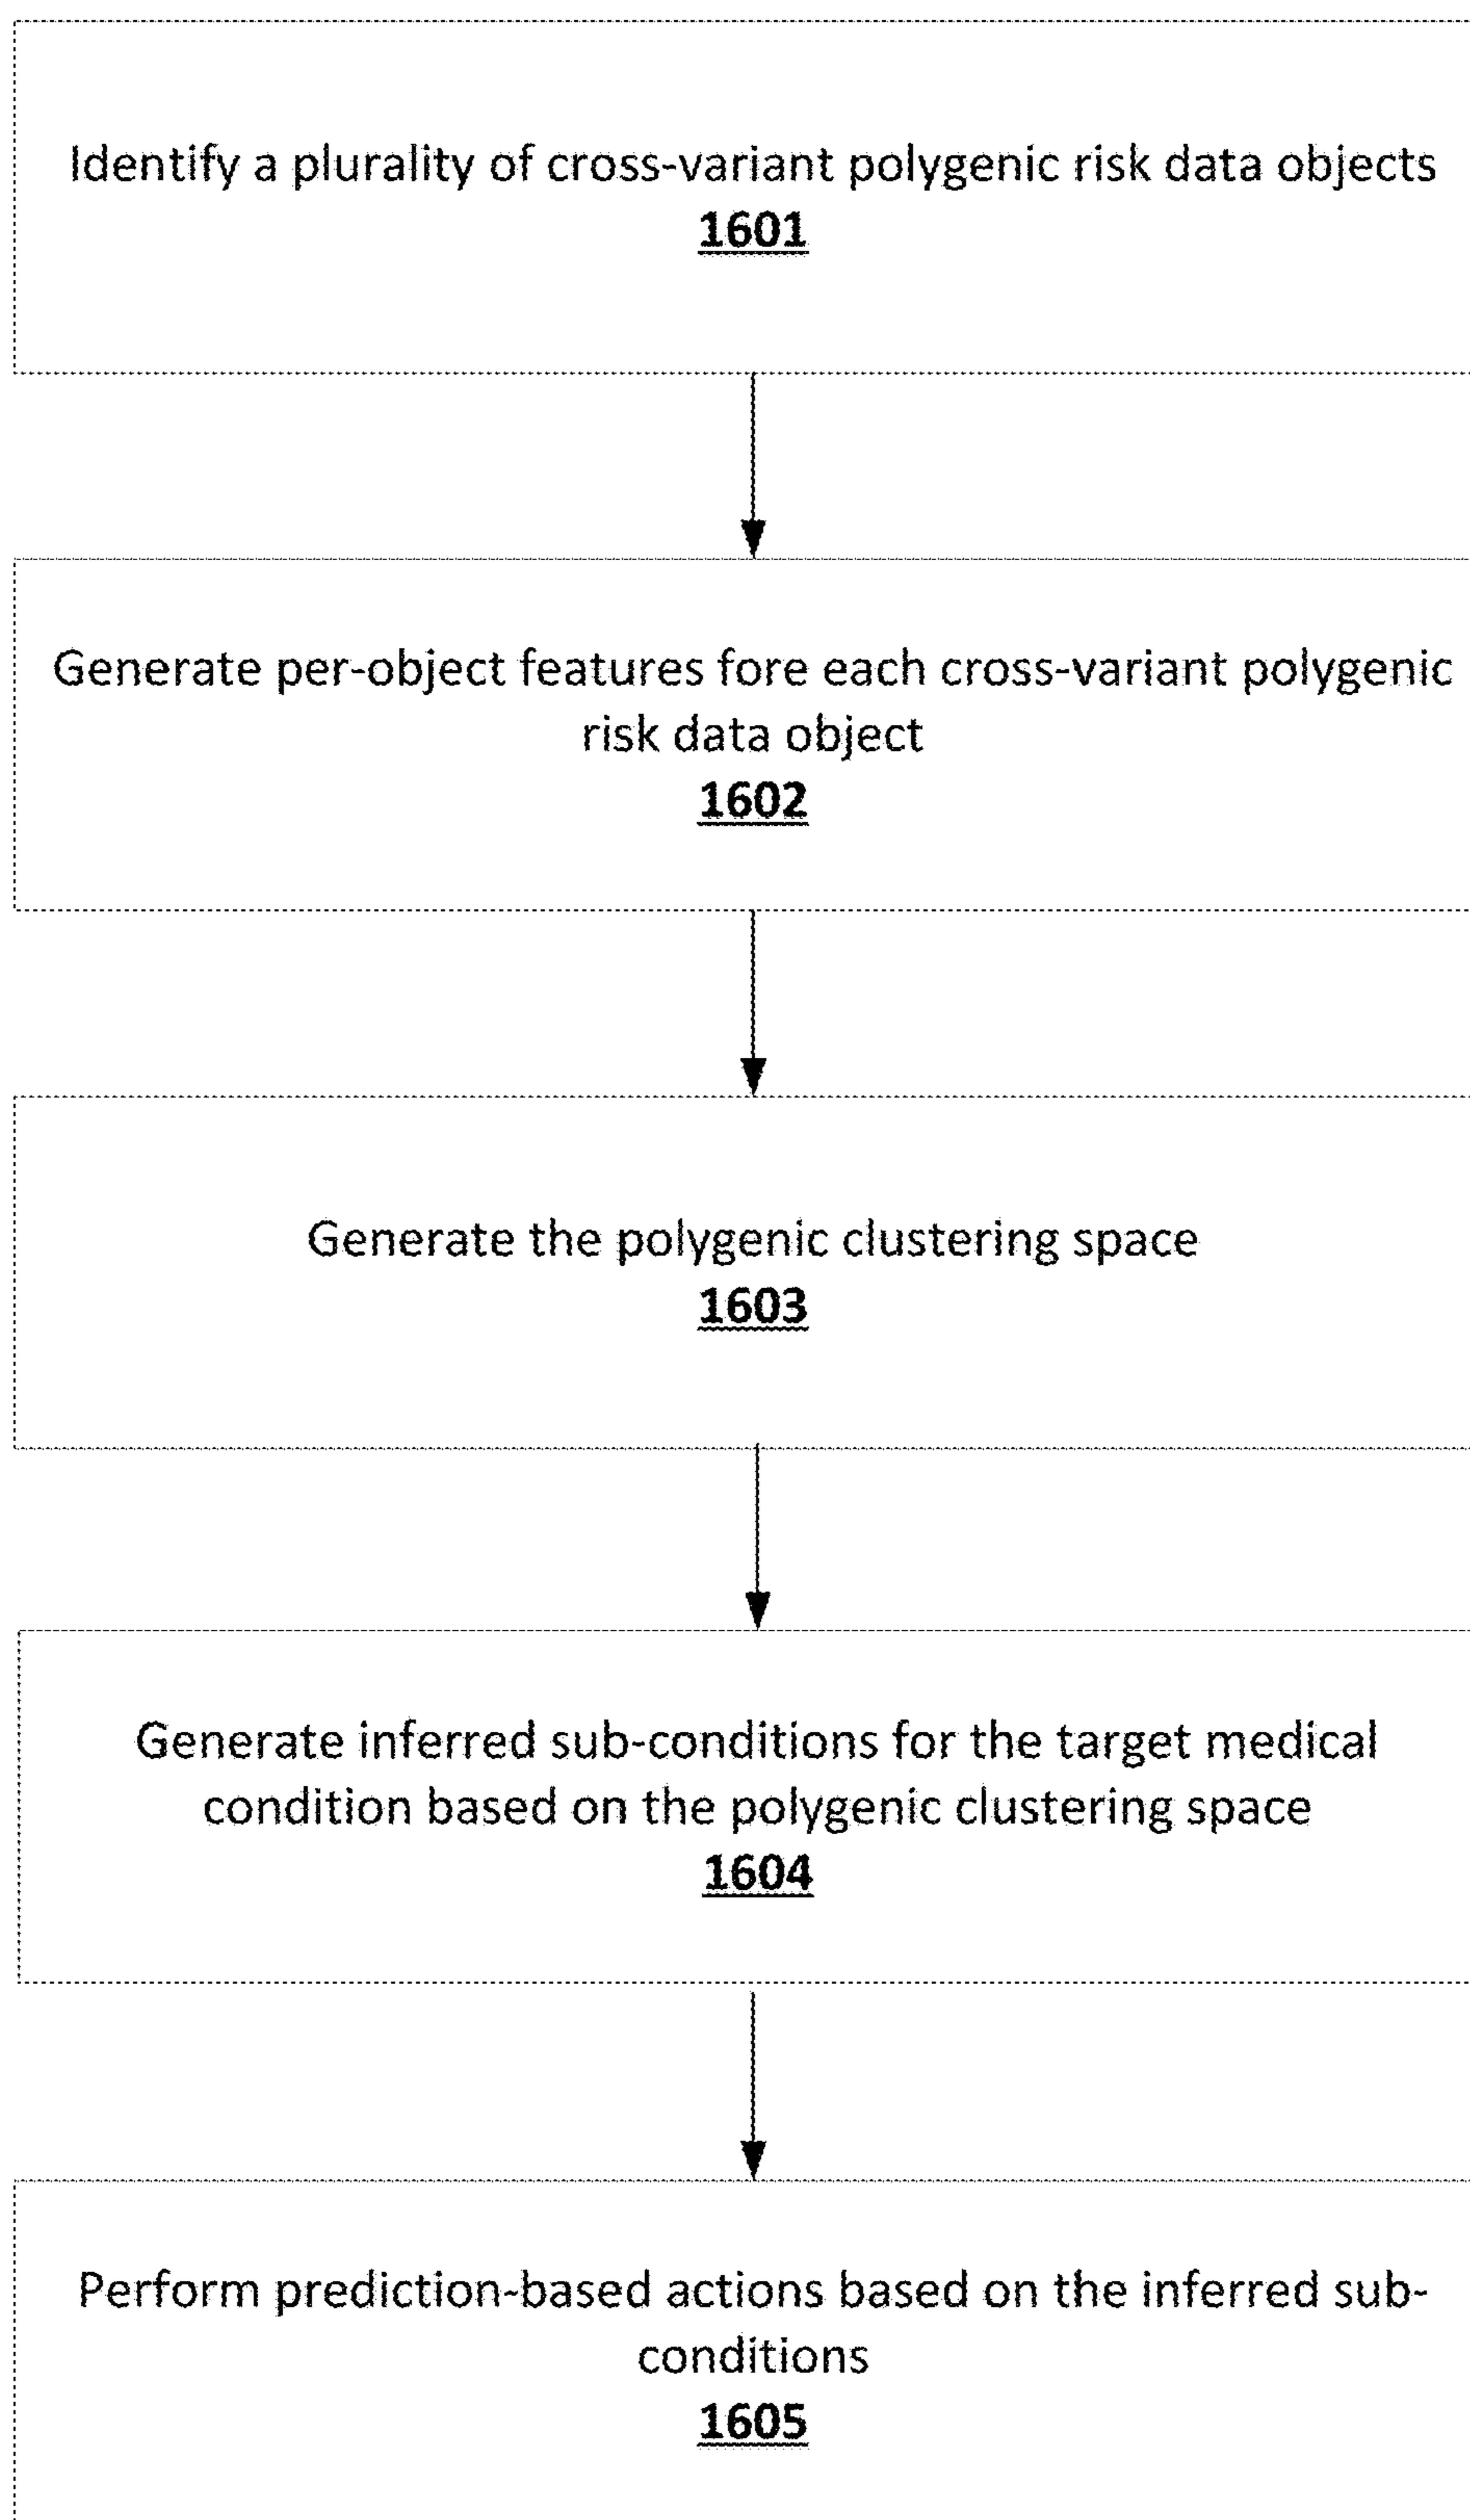 Identify a plurality of cross-variant polygenic risk data objects
1601
Generate per-object features fore each cross-variant polygenic
risk data object
1602
Generate the polygenic clustering space
1603
Generate inferred sub-conditions for the target medical
condition based on the polygenic clustering space
1604
Perform prediction-based actions based on the inferred sub-
conditions
1605